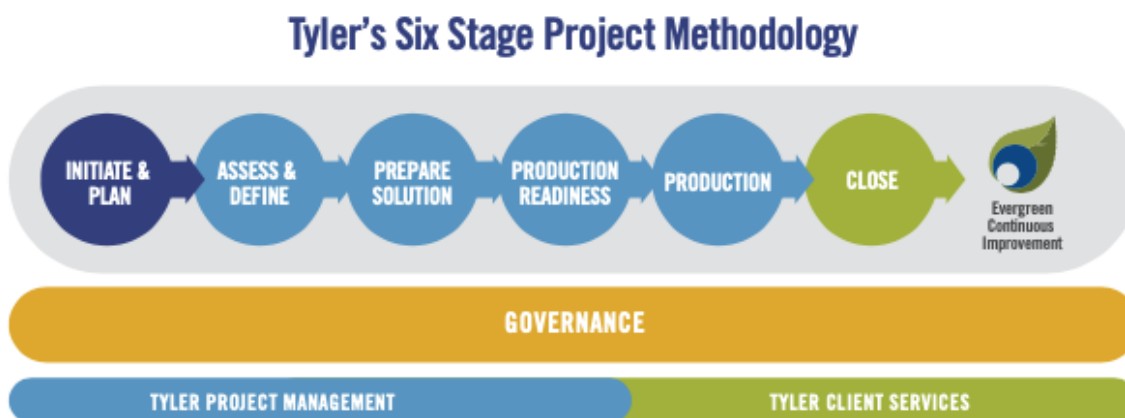 Tyler's Six Stage Project Methodology
INITIATE &
PLAN
ASSESS &
DEFINE
PREPARE
SOLUTION
PRODUCTION
READINESS
PRODUCTION
CLOSE
Evergreen
Continuous
Improvement
GOVERNANCE
TYLER PROJECT MANAGEMENT
TYLER CLIENT SERVICES